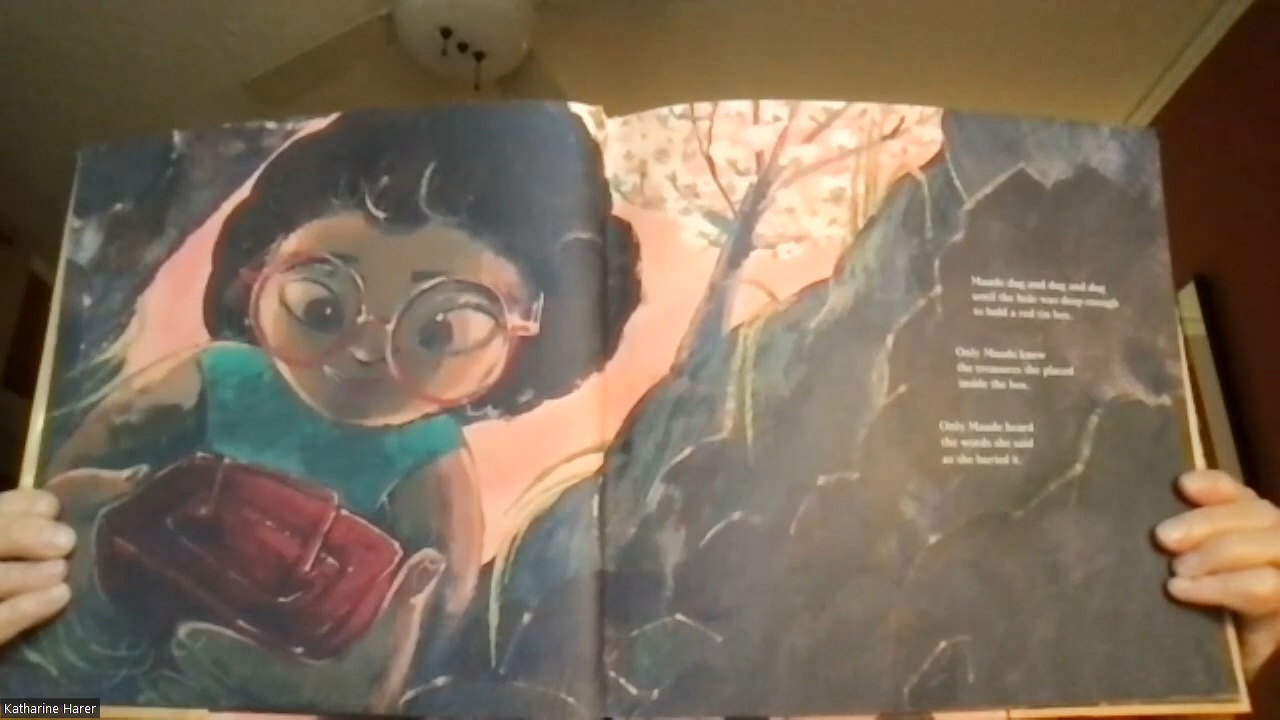 Maude dug and dug and dug
until the hole was deep enough
to hold a red tin box.
Only Maude knew
the treasures she placed
inside the box.
Only Maude heard
the words she said
as she buried it.
Katharine Harer